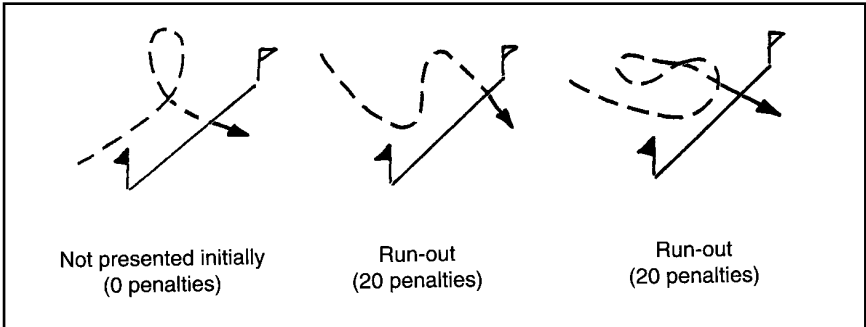 Not presented initially
(0 penalties)
Run-out
(20 penalties)
Run-out
(20 penalties)